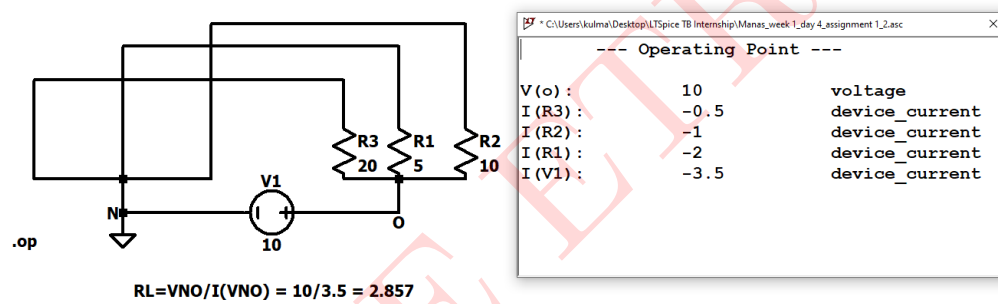 * C:\Users\kulma\Desktop\LTSpice TB Internship\Manas_week 1_day 4_assignment 1_2.asc
--- Operating Point ---
V(o): 10 voltage
I(R3): -0.5 device_current
I(R2): -1 device_current
I(R1): -2 device_current
I(V1): -3.5 device_current
R3 R1 R2
20 5 10
V1
N O
10
.op
RL=VNO/I(VNO) = 10/3.5 = 2.857